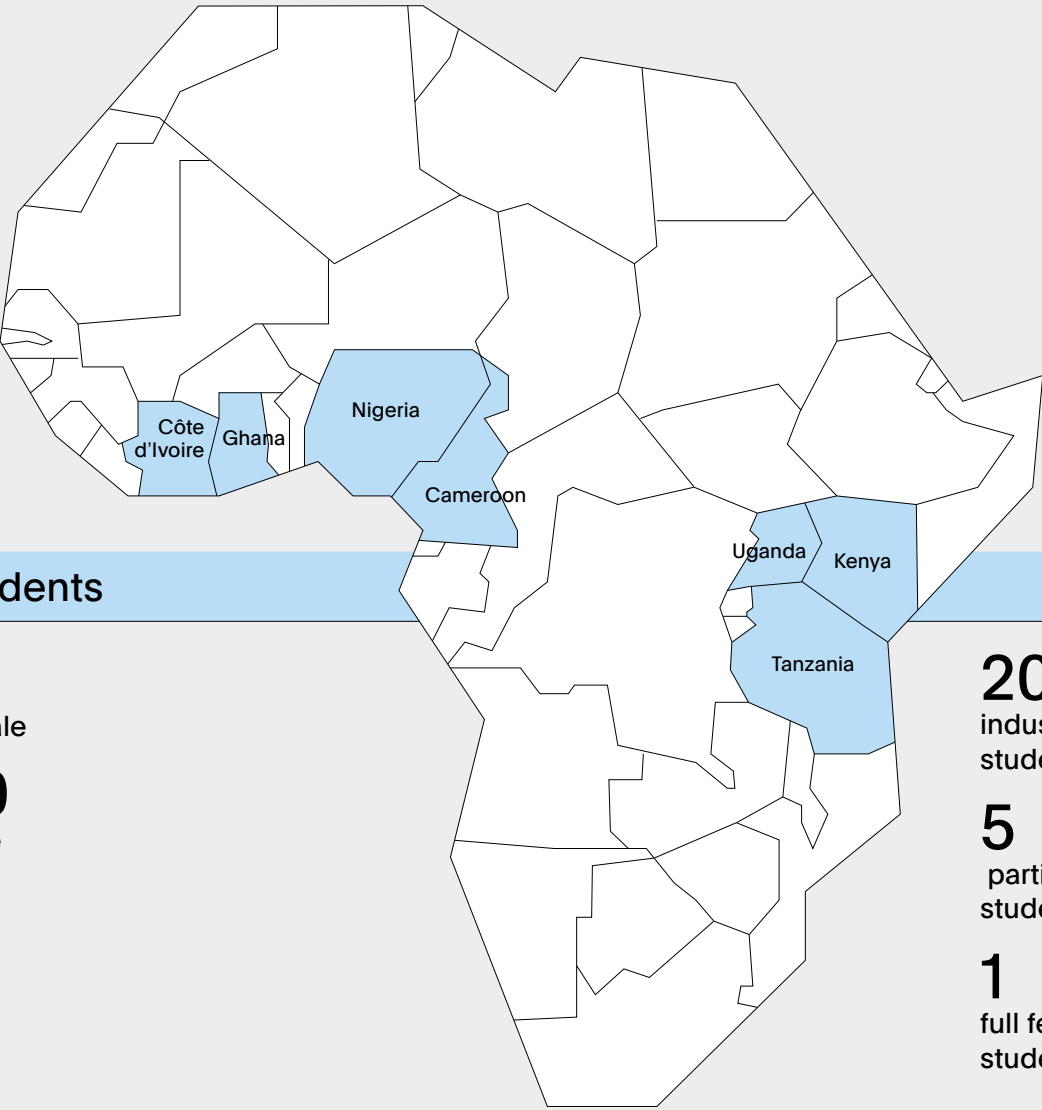 Nigeria
Côte
d'Ivoire
Ghana
Cameroon
Uganda
Kenya
dents
Tanzania
20
indus
stude
ale
5
parti
stude
1
full fe
stude